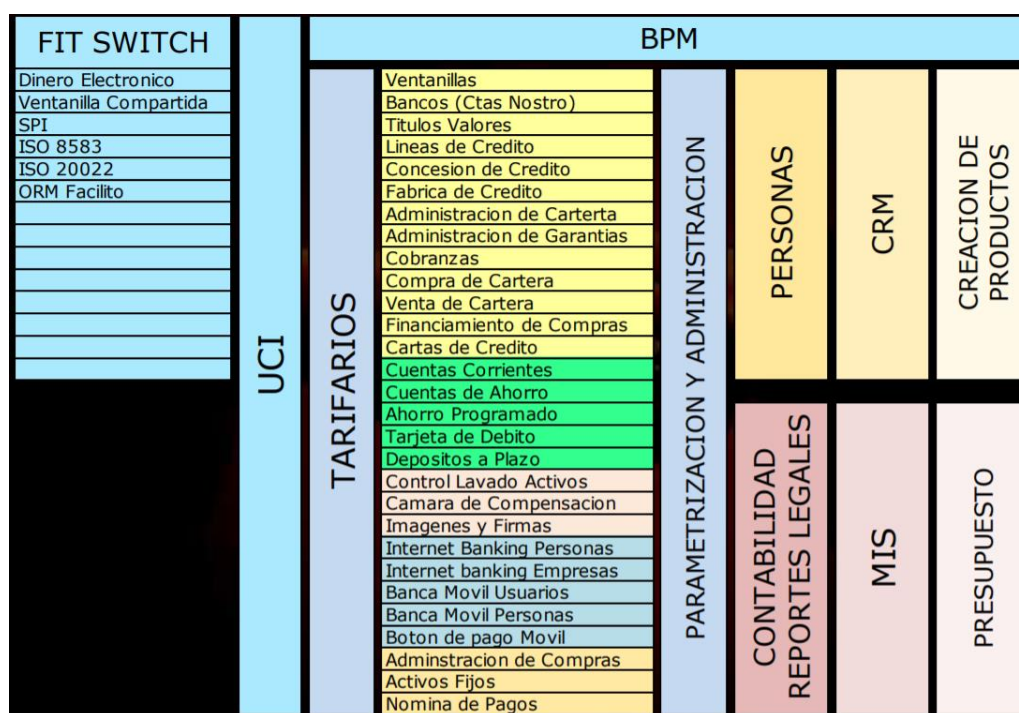 FIT SWITCH
Dinero Electronico
Ventanilla Compartida
SPI
ISO 8583
ISO 20022
ORM Facilito
UCI
BPM
TARIFARIOS
Ventanillas
Bancos (Ctas Nostro)
Titulos Valores
Lineas de Credito
Concesion de Credito
Fabrica de Credito
Administracion de Carterta
Administracion de Garantias
Cobranzas
Compra de Cartera
Venta de Cartera
Financiamiento de Compras
Cartas de Credito
Cuentas Corrientes
Cuentas de Ahorro
Ahorro Programado
Tarjeta de Debito
Depositos a Plazo
Control Lavado Activos
Camara de Compensacion
Imagenes y Firmas
Internet Banking Personas
Internet banking Empresas
Banca Movil Usuarios
Banca Movil Personas
Boton de pago Movil
Adminstracion de Compras
Activos Fijos
Nomina de Pagos
PARAMETRIZACION Y ADMINISTRACION
PERSONAS
CRM
CREACION DE
PRODUCTOS
CONTABILIDAD
REPORTES LEGALES
MIS
PRESUPUESTO